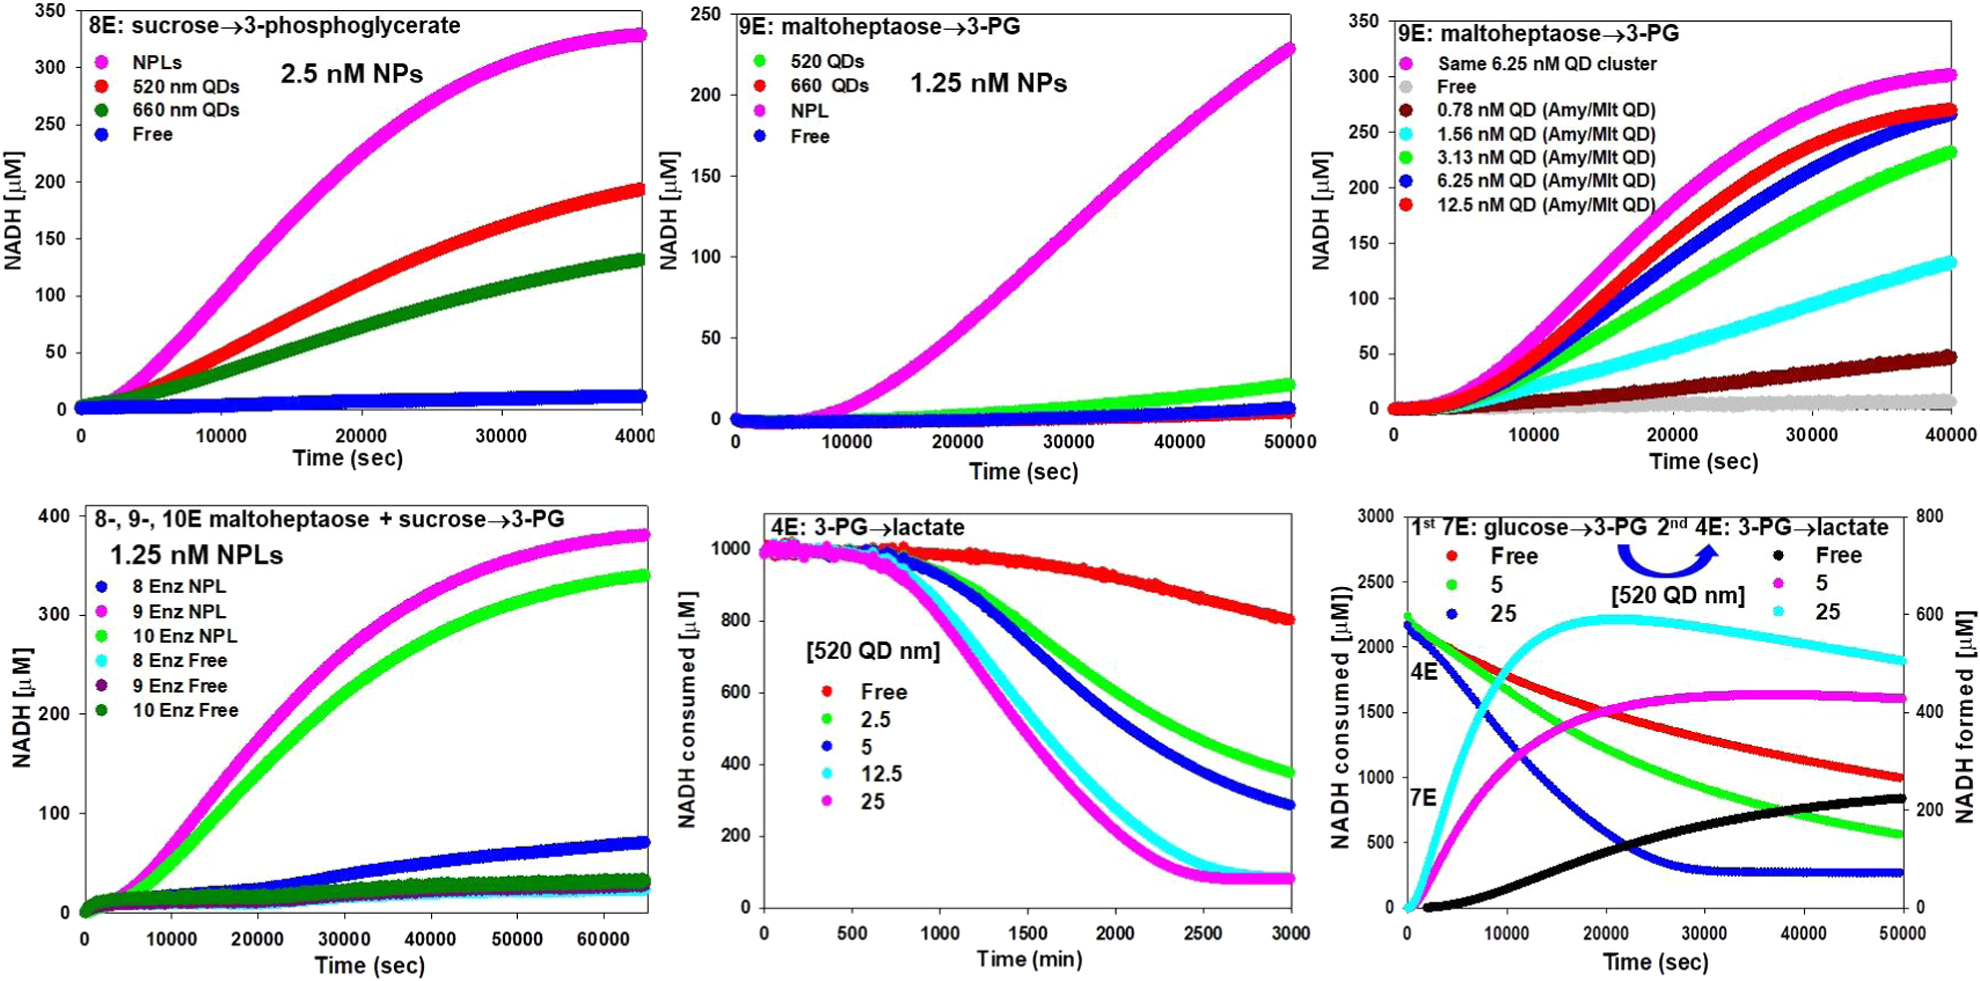 8E: sucrose→3-phosphoglycerate
2.5 nM NPs
NPLs
520 nm QDs
660 nm QDs
Free
NADH [µM]
350
300
250
200
150
100
50
0
0 10000 20000 30000 4000
Time (sec)
9E: maltoheptaose→3-PG
1.25 nM NPs
520 QDs
660 QDs
NPL
Free
NADH [µM]
250
200
150
100
50
0
0 10000 20000 30000 40000 50000
Time (sec)
9E: maltoheptaose→3-PG
Same 6.25 nM QD cluster
Free
0.78 nM QD (Amy/Mlt QD)
1.56 nM QD (Amy/Mlt QD)
3.13 nM QD (Amy/Mlt QD)
6.25 nM QD (Amy/Mlt QD)
12.5 nM QD (Amy/Mlt QD)
NADH [µM]
350
300
250
200
150
100
50
0
0 10000 20000 30000 40000
Time (sec)
8-, 9-, 10E maltoheptaose + sucrose→3-PG
1.25 nM NPLs
8 Enz NPL
9 Enz NPL
10 Enz NPL
8 Enz Free
9 Enz Free
10 Enz Free
NADH [µM]
400
300
200
100
0
0 10000 20000 30000 40000 50000 60000
Time (sec)
4E: 3-PG→lactate
[520 QD nm]
Free
2.5
5
12.5
25
NADH consumed [µM]
1000
800
600
400
200
0
0 500 1000 1500 2000 2500 3000
Time (min)
1st 7E: glucose→3-PG 2nd 4E: 3-PG→lactate
Free Free
5 5
25 25
[520 QD nm]
4E
7E
NADH consumed [µM])
3000
2500
2000
1500
1000
500
0
800
600
400
200
0
NADH formed [µM]
0 10000 20000 30000 40000 50000
Time (sec)